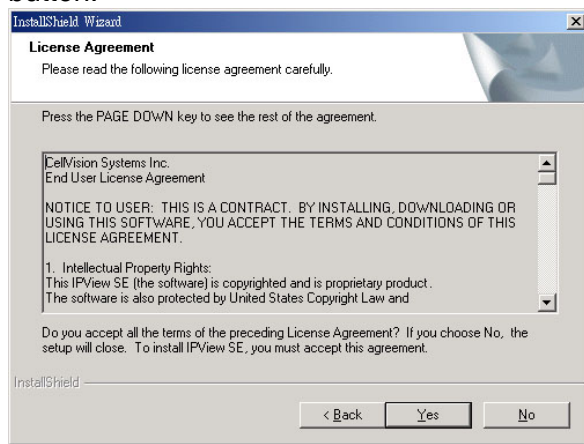 button.
InstallShield Wizard
License Agreement
Please read the following license agreement carefully.
Press the PAGE DOWN key to see the rest of the agreement.
CellVision Systems Inc.
End User License Agreement
NOTICE TO USER: THIS IS A CONTRACT. BY INSTALLING, DOWNLOADING OR
USING THIS SOFTWARE, YOU ACCEPT THE TERMS AND CONDITIONS OF THIS
LICENSE AGREEMENT.
1. Intellectual Property Rights:
This IPView SE (the software) is copyrighted and is proprietary product.
The software is also protected by United States Copyright Law and
Do you accept all the terms of the preceding License Agreement? If you choose No, the
setup will close. To install IPView SE, you must accept this agreement.
InstallShield
< Back Yes No